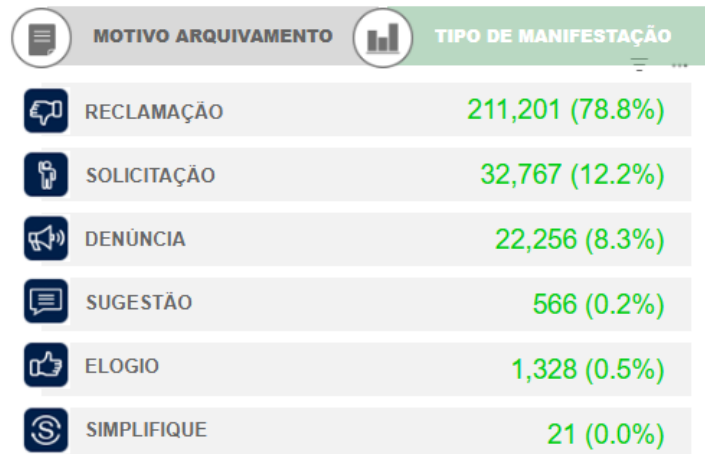 MOTIVO ARQUIVAMENTO TIPO DE MANIFESTAÇÃO
RECLAMAÇÃO 211,201 (78.8%)
SOLICITAÇÃO 32,767 (12.2%)
DENÚNCIA 22,256 (8.3%)
SUGESTÃO 566 (0.2%)
ELOGIO 1,328 (0.5%)
SIMPLIFIQUE 21 (0.0%)